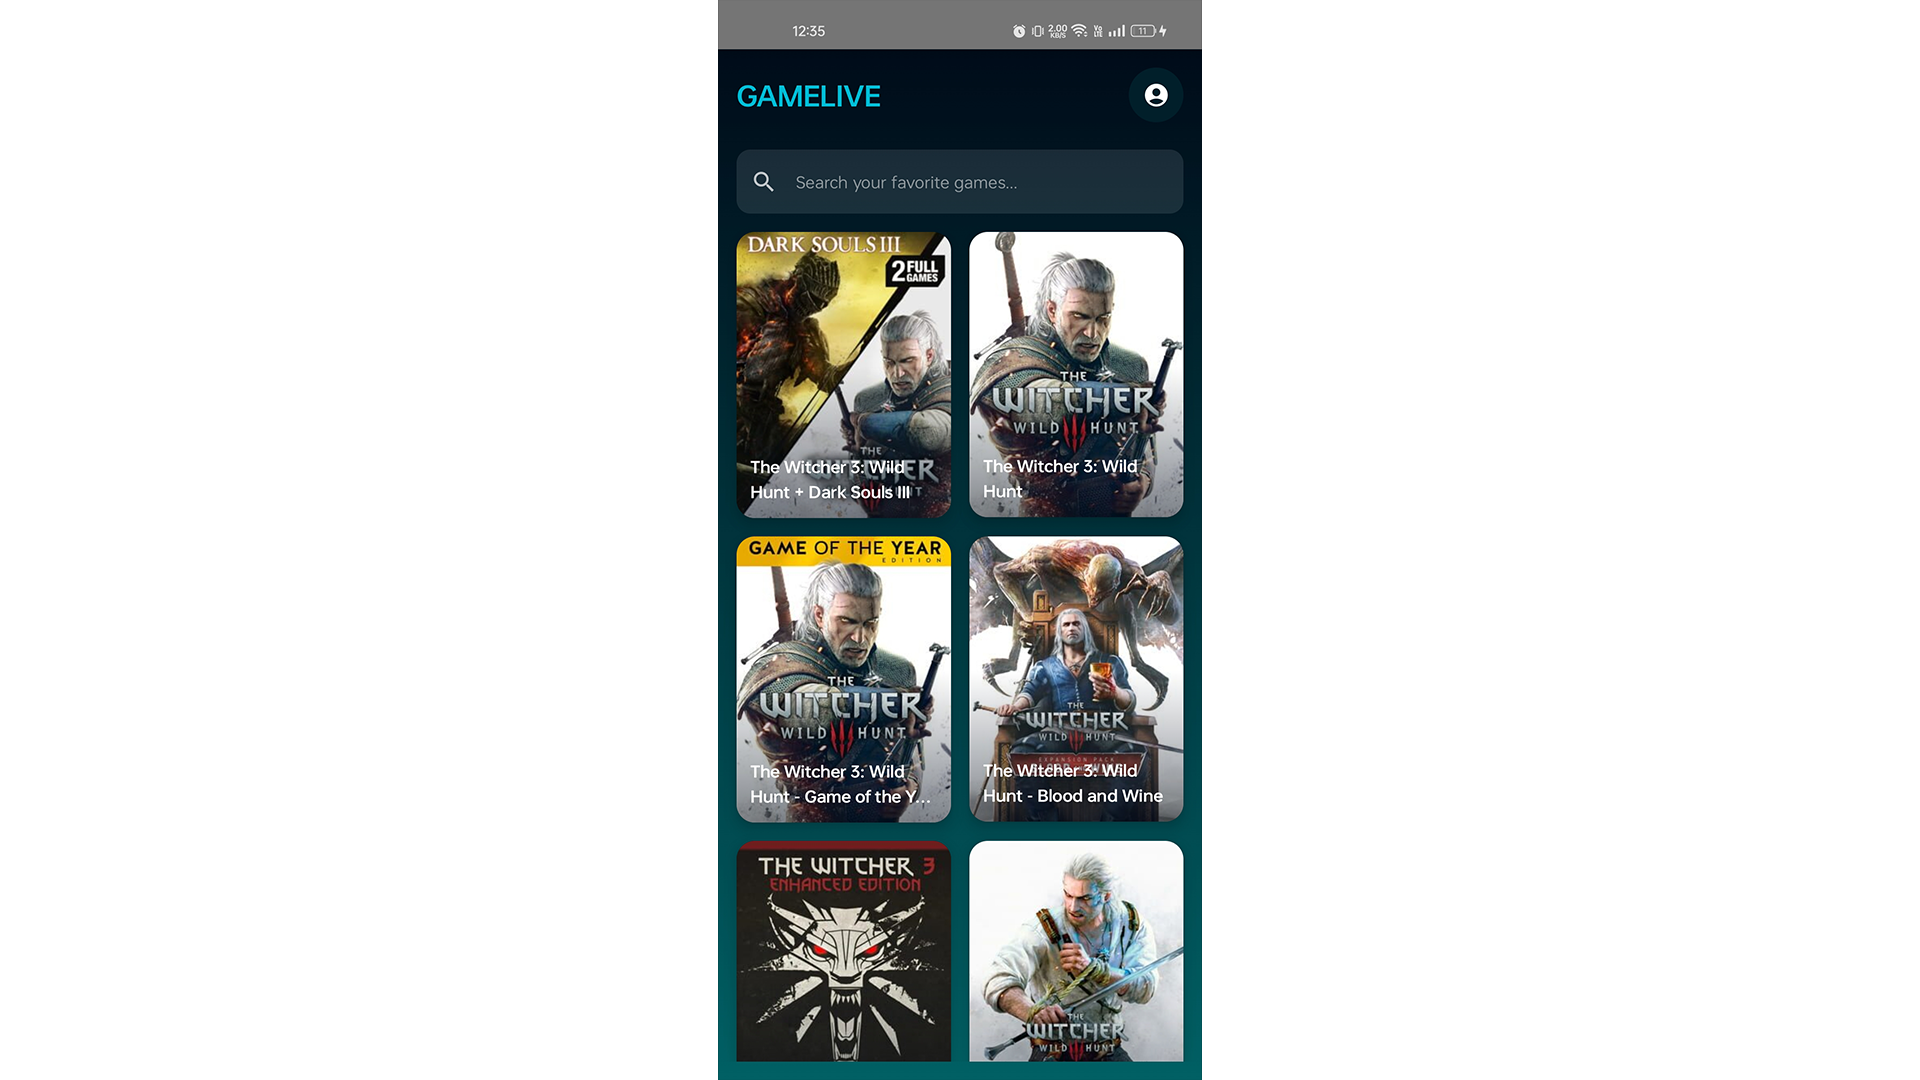 12:35
2.00
KB/S
Vo
LTE
11
GAMELIVE
Search your favorite games...
DARK SOULS III
2 FULL
GAMES
THE
WITCHER
WILD HUNT
The Witcher 3: Wild
Hunt + Dark Souls III
THE
WITCHER
WILD HUNT
The Witcher 3: Wild
Hunt
GAME OF THE YEAR
EDITION
THE
WITCHER
WILD HUNT
The Witcher 3: Wild
Hunt - Game of the Y...
THE
WITCHER
WILD HUNT
EXPANSION PACK
The Witcher 3: Wild
Hunt - Blood and Wine
THE WITCHER 3
ENHANCED EDITION
THE
WITCHER
WILD HUNT